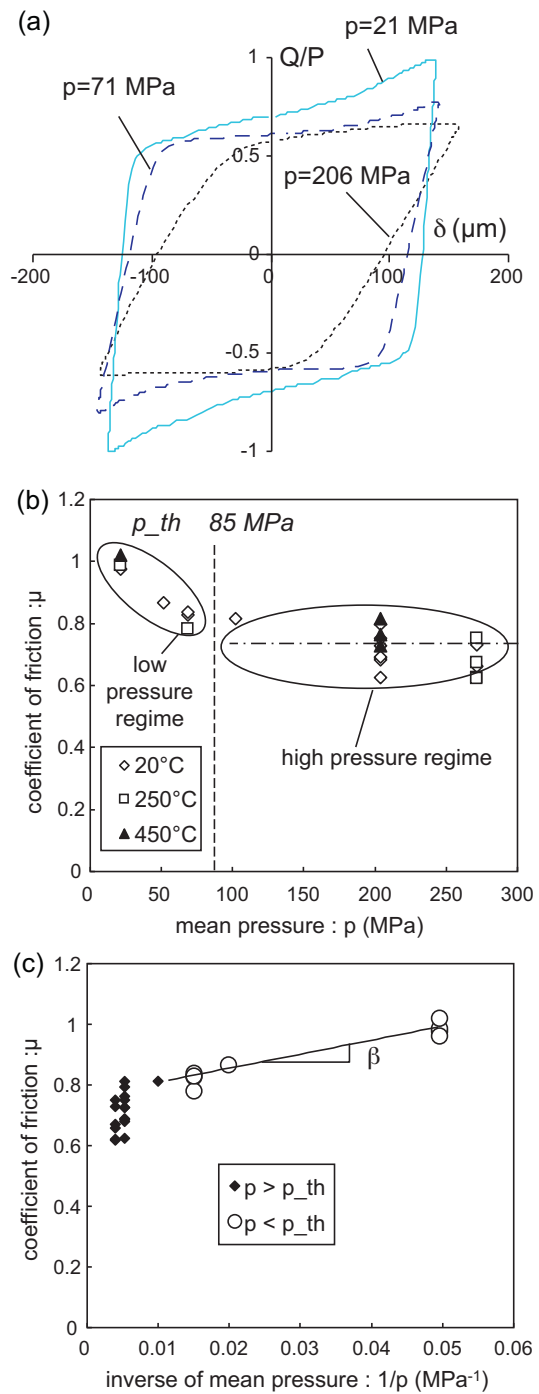 (a)
1
Q/P
p=21 MPa
p=71 MPa
0.5
p=206 MPa
δ (µm)
0
-200
-100
0
100
200
-0.5
-1
(b)
1.2
p_th 85 MPa
1
0.8
low
pressure
regime
0.6
high pressure regime
0.4
20°C
250°C
450°C
0.2
0
0
50
100
150
200
250
300
coefficient of friction :µ
mean pressure : p (MPa)
(c)
1.2
1
β
0.8
0.6
p > p_th
p < p_th
0.4
0.2
0
0
0.01
0.02
0.03
0.04
0.05
0.06
coefficient of friction :µ
inverse of mean pressure : 1/p (MPa⁻¹)